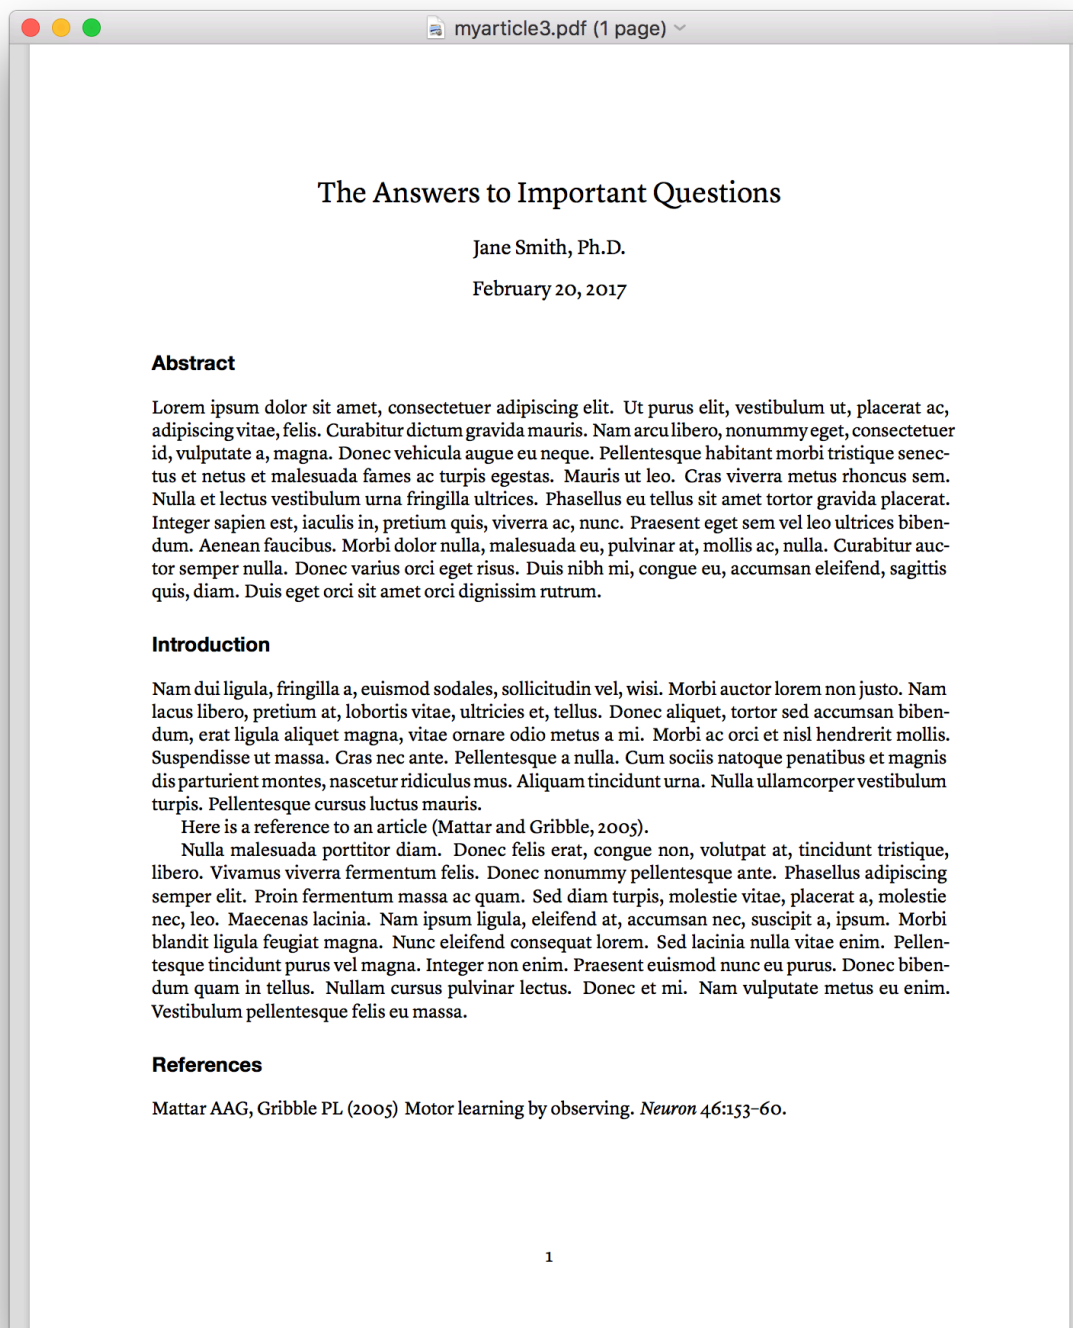 myarticle3.pdf (1 page)
The Answers to Important Questions
Jane Smith, Ph.D.
February 20, 2017
Abstract
Lorem ipsum dolor sit amet, consectetuer adipiscing elit. Ut purus elit, vestibulum ut, placerat ac,
adipiscing vitae, felis. Curabitur dictum gravida mauris. Nam arcu libero, nonummy eget, consectetuer
id, vulputate a, magna. Donec vehicula augue eu neque. Pellentesque habitant morbi tristique senec-
tus et netus et malesuada fames ac turpis egestas. Mauris ut leo. Cras viverra metus rhoncus sem.
Nulla et lectus vestibulum urna fringilla ultrices. Phasellus eu tellus sit amet tortor gravida placerat.
Integer sapien est, iaculis in, pretium quis, viverra ac, nunc. Praesent eget sem vel leo ultrices biben-
dum. Aenean faucibus. Morbi dolor nulla, malesuada eu, pulvinar at, mollis ac, nulla. Curabitur auc-
tor semper nulla. Donec varius orci eget risus. Duis nibh mi, congue eu, accumsan eleifend, sagittis
quis, diam. Duis eget orci sit amet orci dignissim rutrum.
Introduction
Nam dui ligula, fringilla a, euismod sodales, sollicitudin vel, wisi. Morbi auctor lorem non justo. Nam
lacus libero, pretium at, lobortis vitae, ultricies et, tellus. Donec aliquet, tortor sed accumsan biben-
dum, erat ligula aliquet magna, vitae ornare odio metus a mi. Morbi ac orci et nisl hendrerit mollis.
Suspendisse ut massa. Cras nec ante. Pellentesque a nulla. Cum sociis natoque penatibus et magnis
dis parturient montes, nascetur ridiculus mus. Aliquam tincidunt urna. Nulla ullamcorper vestibulum
turpis. Pellentesque cursus luctus mauris.
Here is a reference to an article (Mattar and Gribble, 2005).
Nulla malesuada porttitor diam. Donec felis erat, congue non, volutpat at, tincidunt tristique,
libero. Vivamus viverra fermentum felis. Donec nonummy pellentesque ante. Phasellus adipiscing
semper elit. Proin fermentum massa ac quam. Sed diam turpis, molestie vitae, placerat a, molestie
nec, leo. Maecenas lacinia. Nam ipsum ligula, eleifend at, accumsan nec, suscipit a, ipsum. Morbi
blandit ligula feugiat magna. Nunc eleifend consequat lorem. Sed lacinia nulla vitae enim. Pellen-
tesque tincidunt purus vel magna. Integer non enim. Praesent euismod nunc eu purus. Donec biben-
dum quam in tellus. Nullam cursus pulvinar lectus. Donec et mi. Nam vulputate metus eu enim.
Vestibulum pellentesque felis eu massa.
References
Mattar AAG, Gribble PL (2005) Motor learning by observing. Neuron 46:153–60.
1